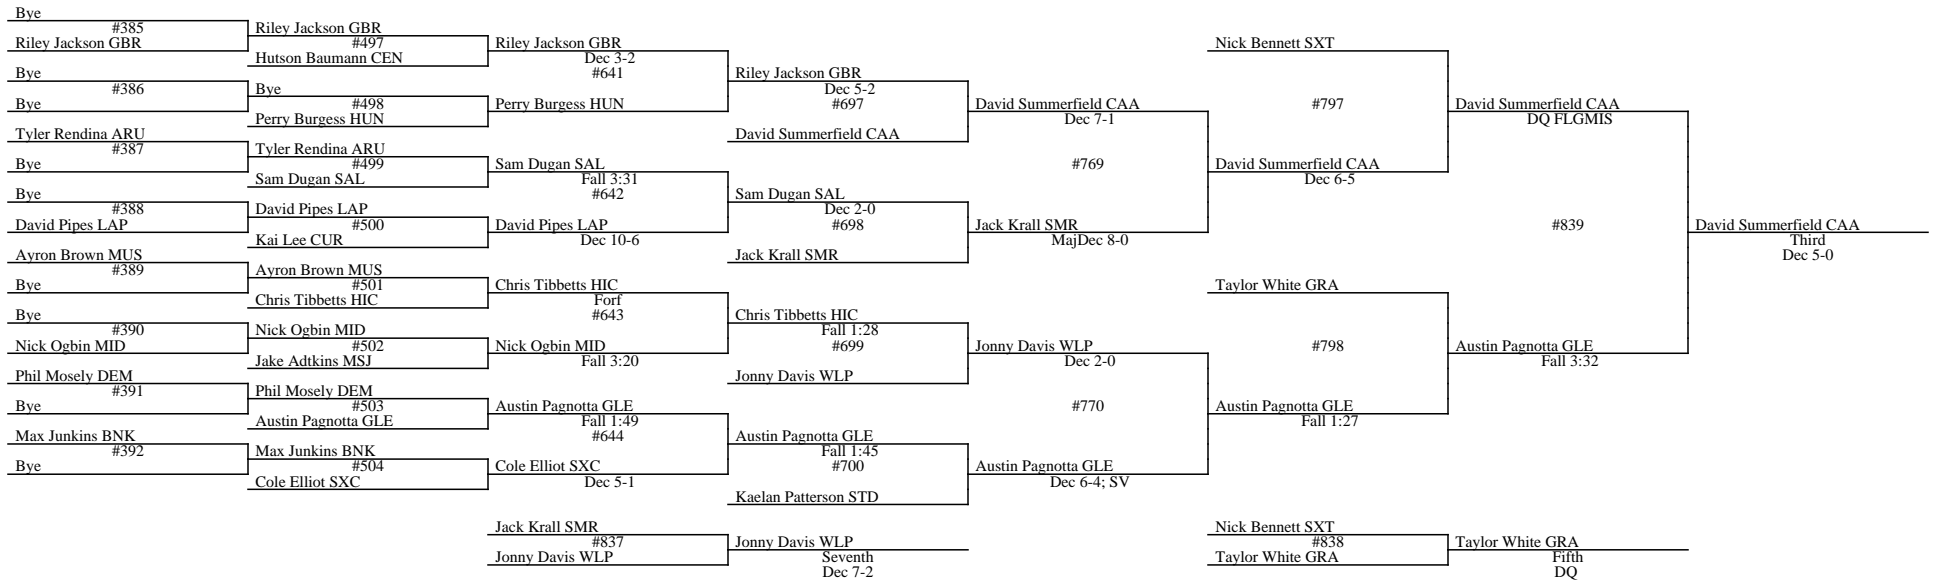 Bye
#385
Riley Jackson GBR
Bye
#386
Bye
Tyler Rendina ARU
#387
Bye
Bye
#388
David Pipes LAP
Ayron Brown MUS
#389
Bye
Bye
#390
Nick Ogbin MID
Phil Mosely DEM
#391
Bye
Max Junkins BNK
#392
Bye
Riley Jackson GBR
#497
Hutson Baumann CEN
Bye
#498
Perry Burgess HUN
Tyler Rendina ARU
#499
Sam Dugan SAL
David Pipes LAP
#500
Kai Lee CUR
Ayron Brown MUS
#501
Chris Tibbetts HIC
Nick Ogbin MID
#502
Jake Adtkins MSJ
Phil Mosely DEM
#503
Austin Pagnotta GLE
Max Junkins BNK
#504
Cole Elliot SXC
Riley Jackson GBR
Dec 3-2
#641
Perry Burgess HUN
Sam Dugan SAL
Fall 3:31
#642
David Pipes LAP
Dec 10-6
Chris Tibbetts HIC
Forf
#643
Nick Ogbin MID
Fall 3:20
Austin Pagnotta GLE
Fall 1:49
#644
Cole Elliot SXC
Dec 5-1
Jack Krall SMR
#837
Jonny Davis WLP
Riley Jackson GBR
Dec 5-2
#697
David Summerfield CAA
Sam Dugan SAL
Dec 2-0
#698
Jack Krall SMR
Chris Tibbetts HIC
Fall 1:28
#699
Jonny Davis WLP
Austin Pagnotta GLE
Fall 1:45
#700
Kaelan Patterson STD
Jonny Davis WLP
Seventh
Dec 7-2
David Summerfield CAA
Dec 7-1
#769
Jack Krall SMR
MajDec 8-0
Jonny Davis WLP
Dec 2-0
#770
Austin Pagnotta GLE
Dec 6-4; SV
Nick Bennett SXT
#797
David Summerfield CAA
Dec 6-5
Taylor White GRA
#798
Austin Pagnotta GLE
Fall 1:27
Nick Bennett SXT
#838
Taylor White GRA
David Summerfield CAA
DQ FLGMIS
#839
Austin Pagnotta GLE
Fall 3:32
Taylor White GRA
Fifth
DQ
David Summerfield CAA
Third
Dec 5-0